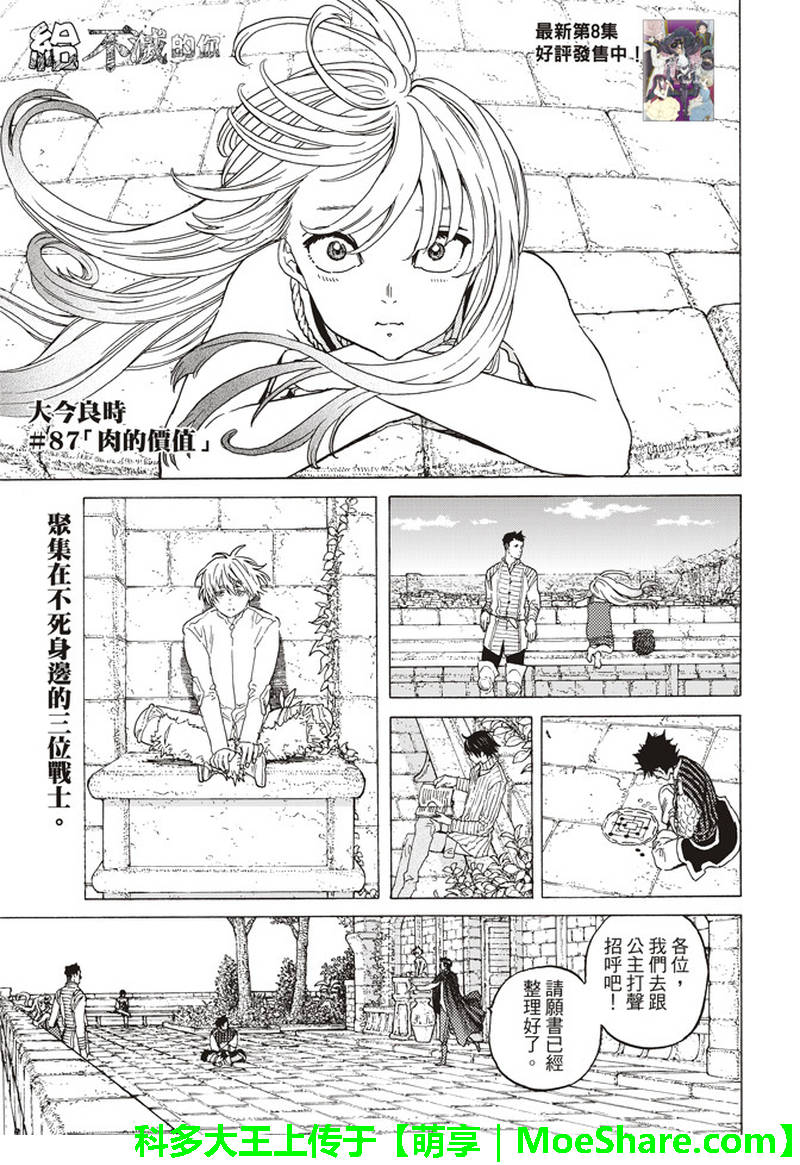 給不滅的你
最新第8集
好評發售中！
大今良時
#87「肉的價值」
聚集在不死身邊的三位戰士。
各位，
我們去跟
公主打聲
招呼吧！
請願書已經
整理好了。
科多大王上传于【萌享 | MoeShare.com】